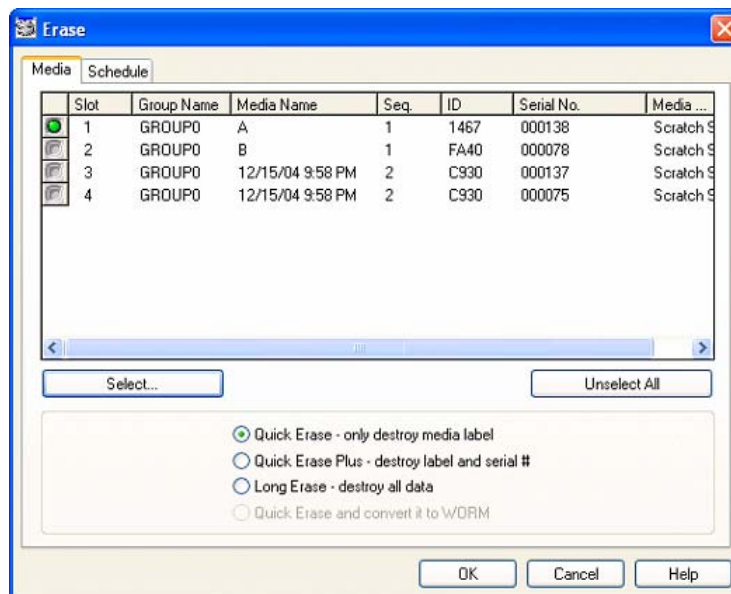 Erase
Media Schedule
Slot Group Name Media Name Seq. ID Serial No. Media ...
1 GROUP0 A 1 1467 000138 Scratch S
2 GROUP0 B 1 FA40 000078 Scratch S
3 GROUP0 12/15/04 9:58 PM 2 C930 000137 Scratch S
4 GROUP0 12/15/04 9:58 PM 2 C930 000075 Scratch S
Select... Unselect All
Quick Erase - only destroy media label
Quick Erase Plus - destroy label and serial #
Long Erase - destroy all data
Quick Erase and convert it to WORM
OK Cancel Help